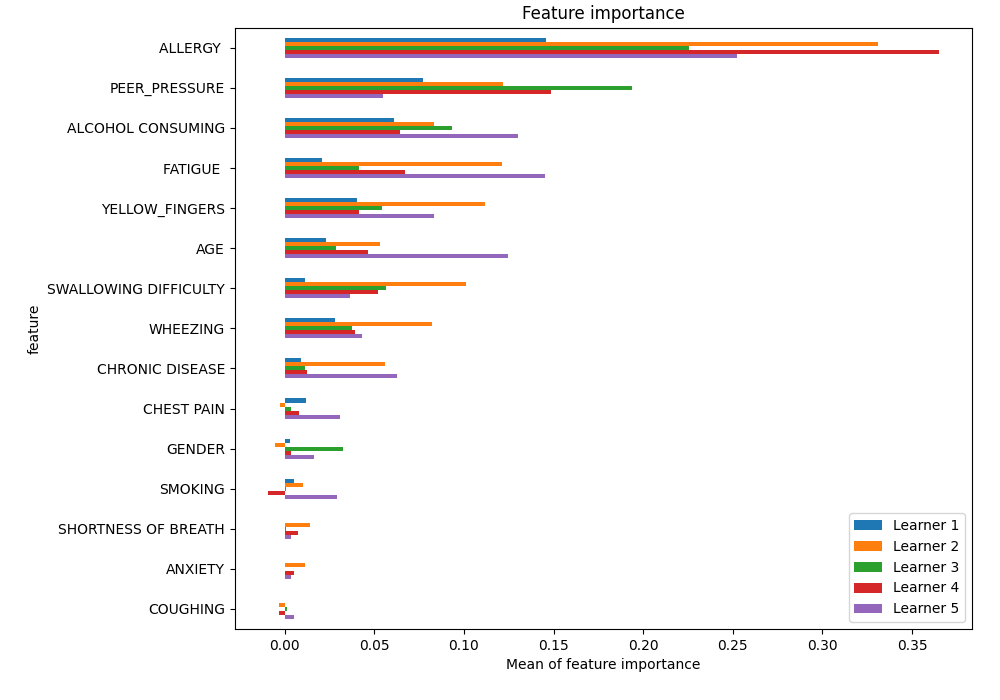 Feature importance
ALLERGY
PEER_PRESSURE
ALCOHOL CONSUMING
FATIGUE
YELLOW_FINGERS
AGE
SWALLOWING DIFFICULTY
WHEEZING
CHRONIC DISEASE
CHEST PAIN
GENDER
SMOKING
SHORTNESS OF BREATH
ANXIETY
COUGHING
feature
Learner 1
Learner 2
Learner 3
Learner 4
Learner 5
0.00 0.05 0.10 0.15 0.20 0.25 0.30 0.35
Mean of feature importance